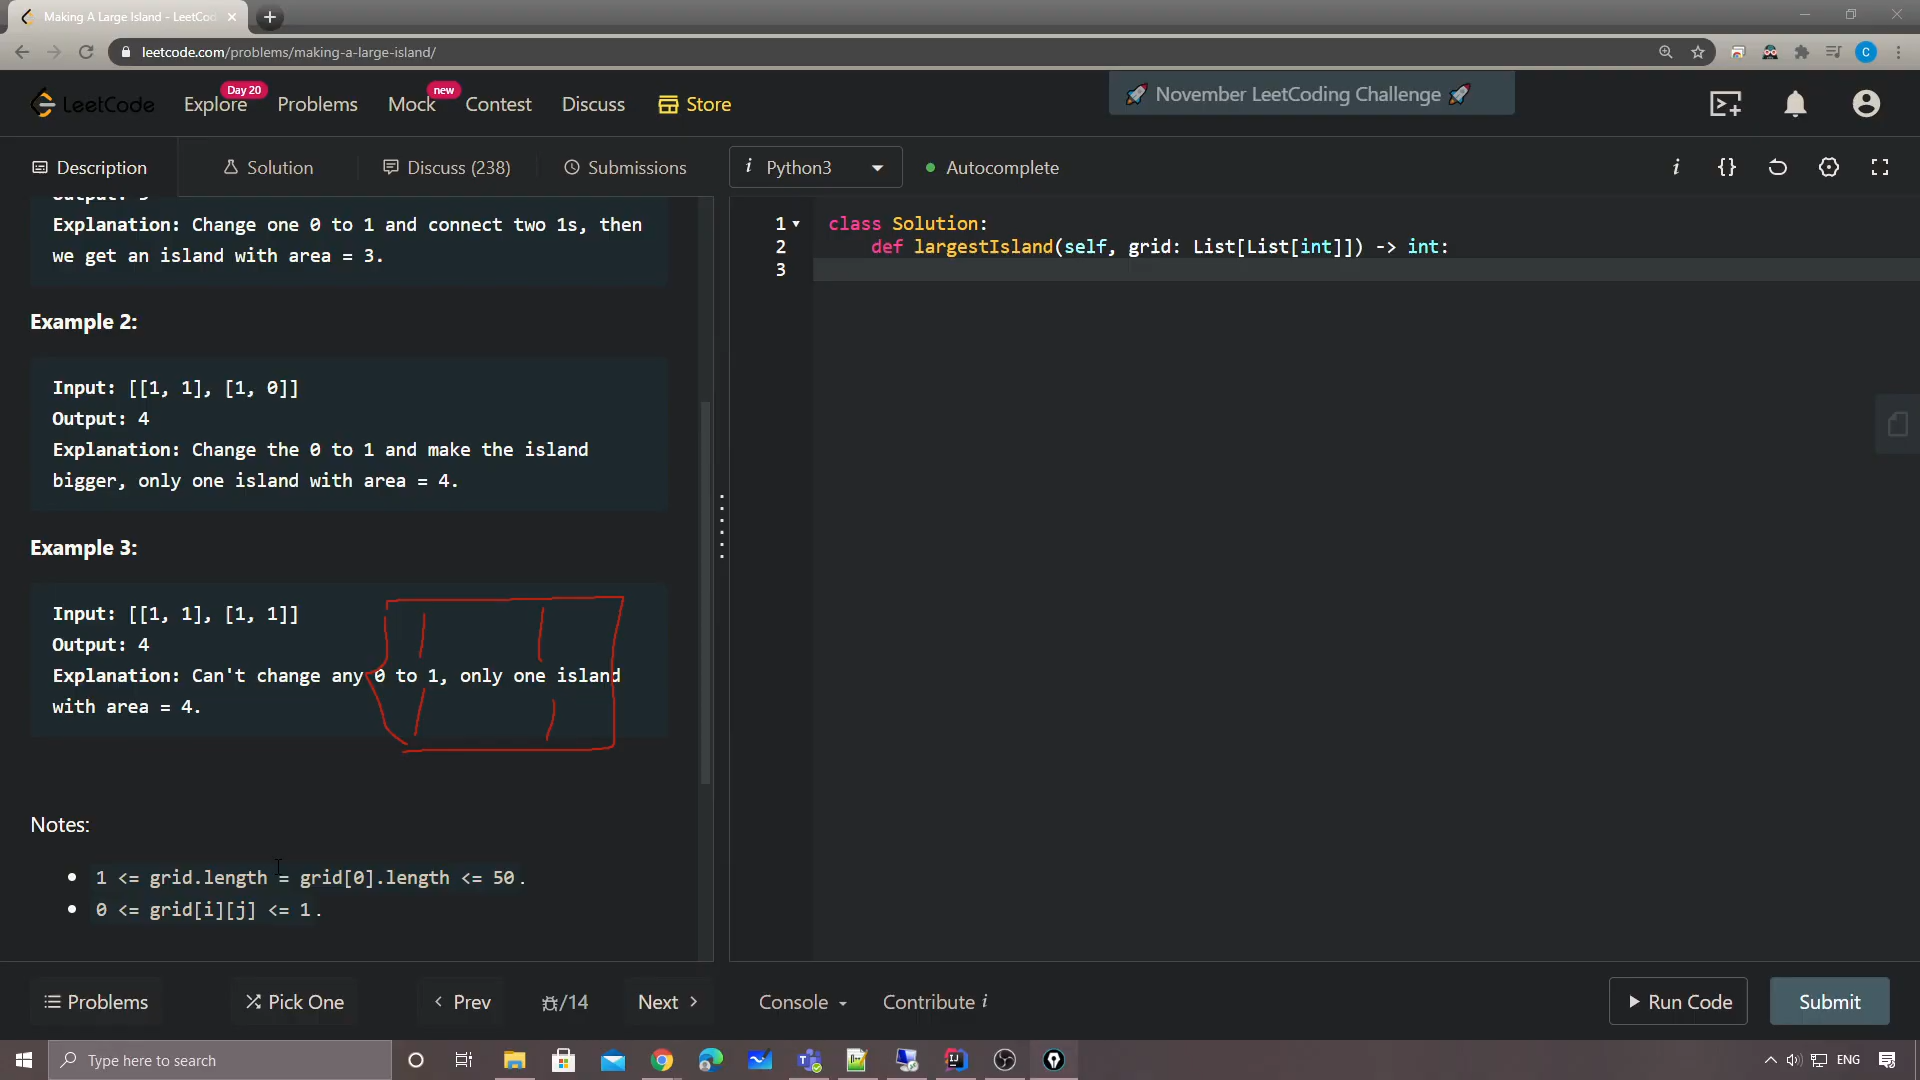 Making A Large Island - LeetCo
leetcode.com/problems/making-a-large-island/
C
LeetCode
Explore
Day 20
Problems
Mock
new
Contest
Discuss
Store
🚀 November LeetCoding Challenge 🚀
Description
Solution
Discuss (238)
Submissions
i Python3
Autocomplete
i {}
Explanation: Change one 0 to 1 and connect two 1s, then
we get an island with area = 3.
Example 2:
Input: [[1, 1], [1, 0]]
Output: 4
Explanation: Change the 0 to 1 and make the island
bigger, only one island with area = 4.
Example 3:
Input: [[1, 1], [1, 1]]
Output: 4
Explanation: Can't change any 0 to 1, only one island
with area = 4.
Notes:
1 <= grid.length = grid[0].length <= 50.
0 <= grid[i][j] <= 1.
1 class Solution:
2 def largestIsland(self, grid: List[List[int]]) -> int:
3
Problems
Pick One
Prev
/14
Next
Console
Contribute i
Run Code
Submit
Type here to search
ENG